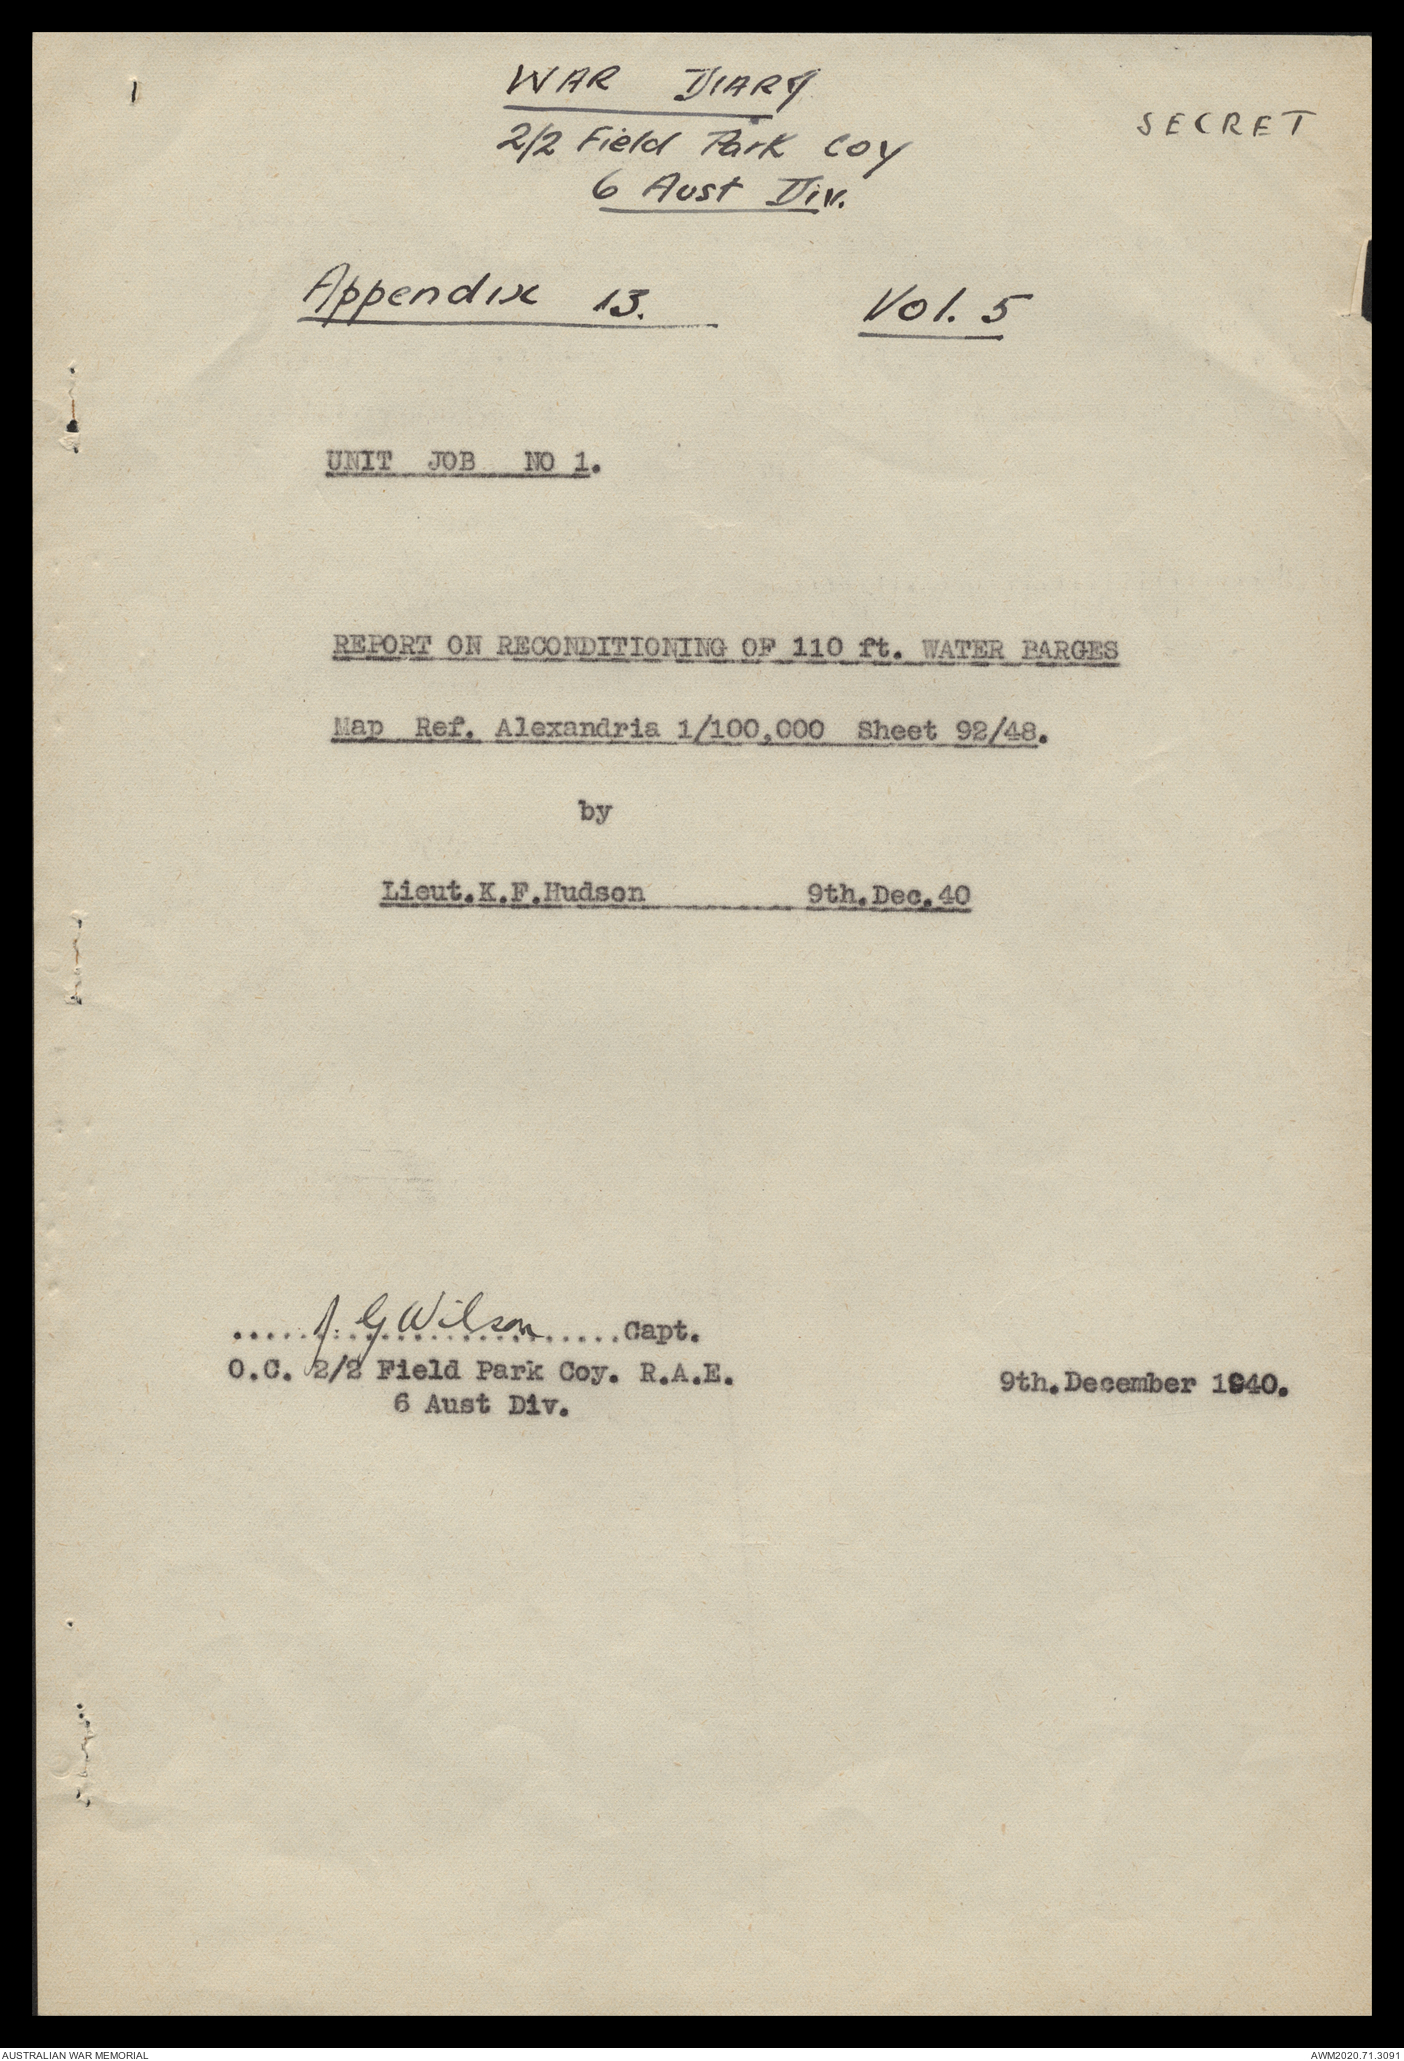 WAR DIARY
SECRET
2/2 Field Park Coy
6 Aust Div.
Appendix 13. Vol. 5
UNIT JOB NO 1.
REPORT ON RECONDITIONING OF 110 ft. WATER BARGES
Map Ref. Alexandria 1/100,000 Sheet 92/48.
by
Lieut.K.F.Hudson 9th.Dec.40
.....J. G Wilson.....Capt.
O.C. 2/2 Field Park Coy. R.A.E.
9th.December 1940.
6 Aust Div.
AUSTRALIAN WAR MEMORIAL AWM2020.71.3091